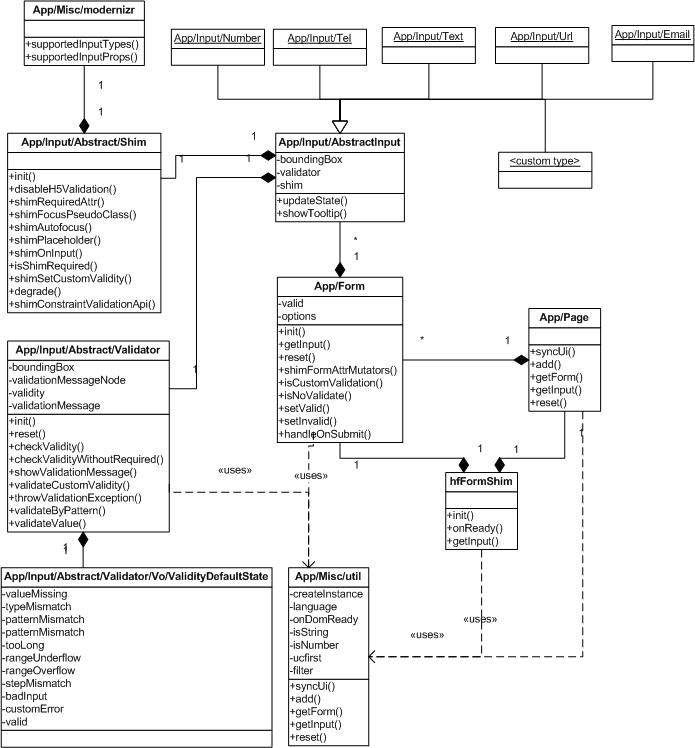 App/Misc/modernizr
+supportedInputTypes()
+supportedInputProps()
App/Input/Number
App/Input/Tel
App/Input/Text
App/Input/Url
App/Input/Email
<custom type>
1
1
App/Input/Abstract/Shim
+init()
+disableH5Validation()
+shimRequiredAttr()
+shimFocusPseudoClass()
+shimAutofocus()
+shimPlaceholder()
+shimOnInput()
+isShimRequired()
+shimSetCustomValidity()
+degrade()
+shimConstraintValidationApi()
1
1
1
App/Input/AbstractInput
-boundingBox
-validator
-shim
+updateState()
+showTooltip()
*
1
App/Form
-valid
-options
+init()
+getInput()
+reset()
+shimFormAttrMutators()
+isCustomValidation()
+isNoValidate()
+setValid()
+setInvalid()
+handleOnSubmit()
*
1
App/Page
+syncUi()
+add()
+getForm()
+getInput()
+reset()
1
App/Input/Abstract/Validator
-boundingBox
-validationMessageNode
-validity
-validationMessage
+init()
+reset()
+checkValidity()
+checkValidityWithoutRequired()
+showValidationMessage()
+validateCustomValidity()
+throwValidationException()
+validateByPattern()
+validateValue()
1
1
1
1
1
hfFormShim
+init()
+onReady()
+getInput()
«uses»
«uses»
1
1
App/Input/Abstract/Validator/Vo/ValidityDefaultState
-valueMissing
-typeMismatch
-patternMismatch
-patternMismatch
-tooLong
-rangeUnderflow
-rangeOverflow
-stepMismatch
-badInput
-customError
-valid
App/Misc/util
-createInstance
-language
-onDomReady
-isString
-isNumber
-ucfirst
-filter
+syncUi()
+add()
+getForm()
+getInput()
+reset()
«uses»
«uses»